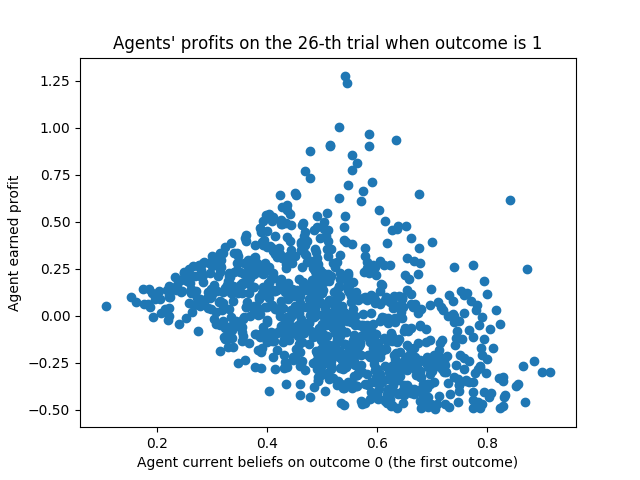 Agents' profits on the 26-th trial when outcome is 1
1.25
1.00
0.75
0.50
0.25
0.00
−0.25
−0.50
Agent earned profit
0.2 0.4 0.6 0.8
Agent current beliefs on outcome 0 (the first outcome)